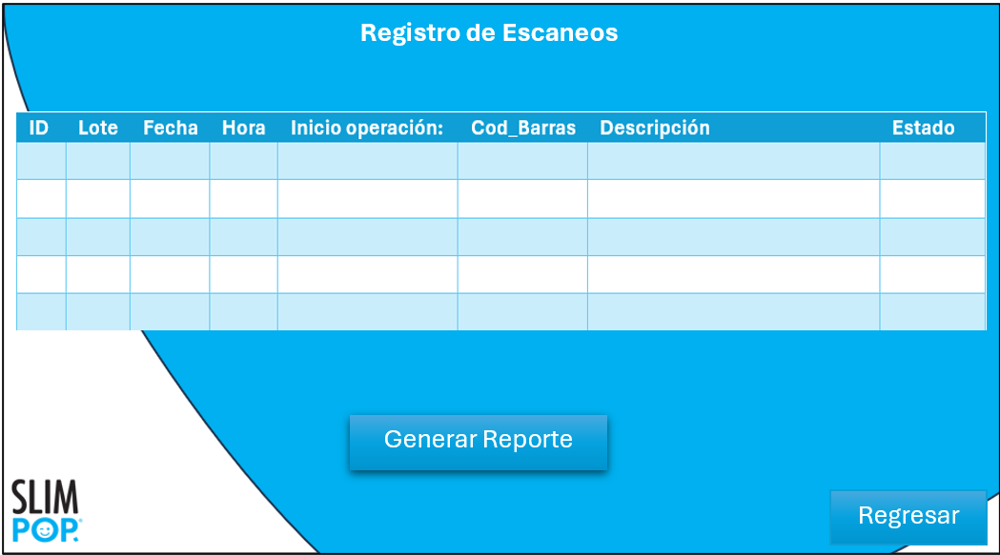 Registro de Escaneos
ID Lote Fecha Hora Inicio operación: Cod_Barras Descripción Estado
Generar Reporte
SLIM
POP.
Regresar